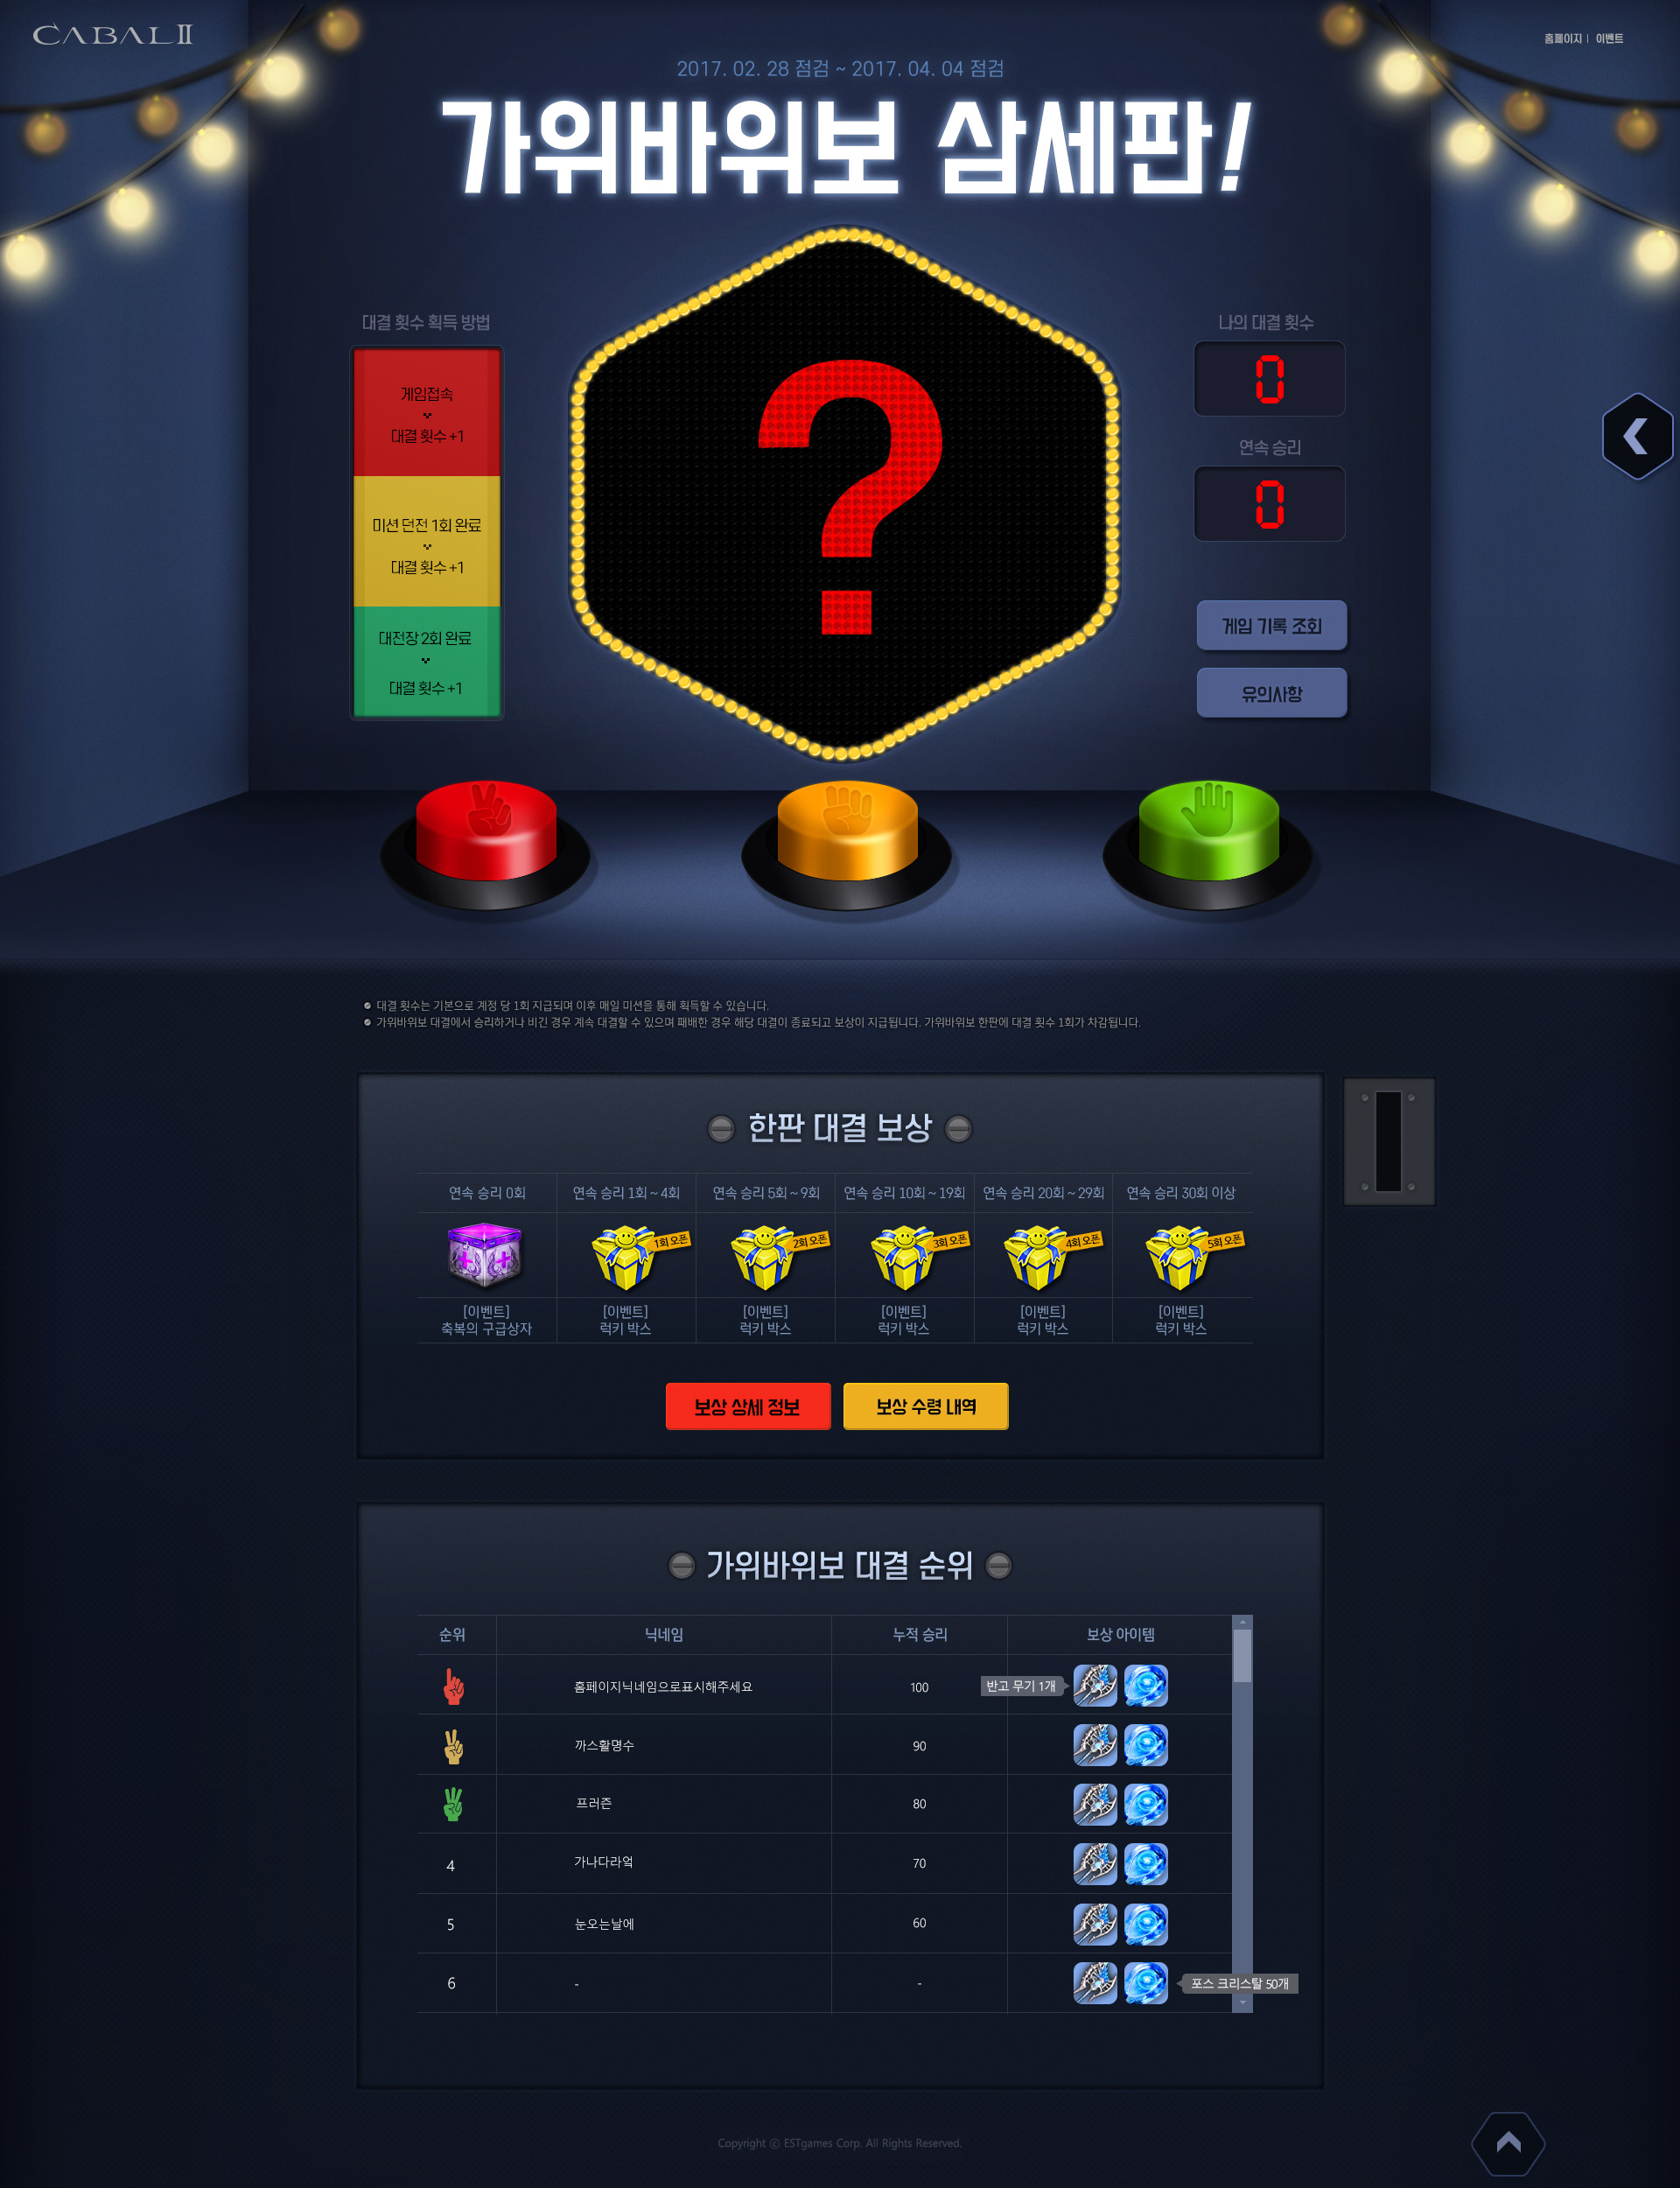 CABAL II
홈페이지 | 이벤트
2017. 02. 28 점검 ~ 2017. 04. 04 점검
가위바위보 삼세판!
대결 횟수 획득 방법
게임접속
대결 횟수 +1
미션 던전 1회 완료
대결 횟수 +1
대전장 2회 완료
대결 횟수 +1
?
나의 대결 횟수
0
연속 승리
0
게임 기록 조회
유의사항
대결 횟수는 기본으로 계정 당 1회 지급되며 이후 매일 미션을 통해 획득할 수 있습니다.
가위바위보 대결에서 승리하거나 비긴 경우 계속 대결할 수 있으며 패배한 경우 해당 대결이 종료되고 보상이 지급됩니다. 가위바위보 한판에 대결 횟수 1회가 차감됩니다.
한판 대결 보상
연속 승리 0회 연속 승리 1회 ~ 4회 연속 승리 5회 ~ 9회 연속 승리 10회 ~ 19회 연속 승리 20회 ~ 29회 연속 승리 30회 이상
1회 오픈 2회 오픈 3회 오픈 4회 오픈 5회 오픈
[이벤트] [이벤트] [이벤트] [이벤트] [이벤트] [이벤트]
축복의 구급상자 럭키 박스 럭키 박스 럭키 박스 럭키 박스 럭키 박스
보상 상세 정보 보상 수령 내역
가위바위보 대결 순위
순위 닉네임 누적 승리 보상 아이템
홈페이지닉네임으로표시해주세요 100 반고 무기 1개
까스활명수 90
프러즌 80
4 가나다라엌 70
5 눈오는날에 60
6 - - 포스 크리스탈 50개
Copyright ⓒ ESTgames Corp. All Rights Reserved.